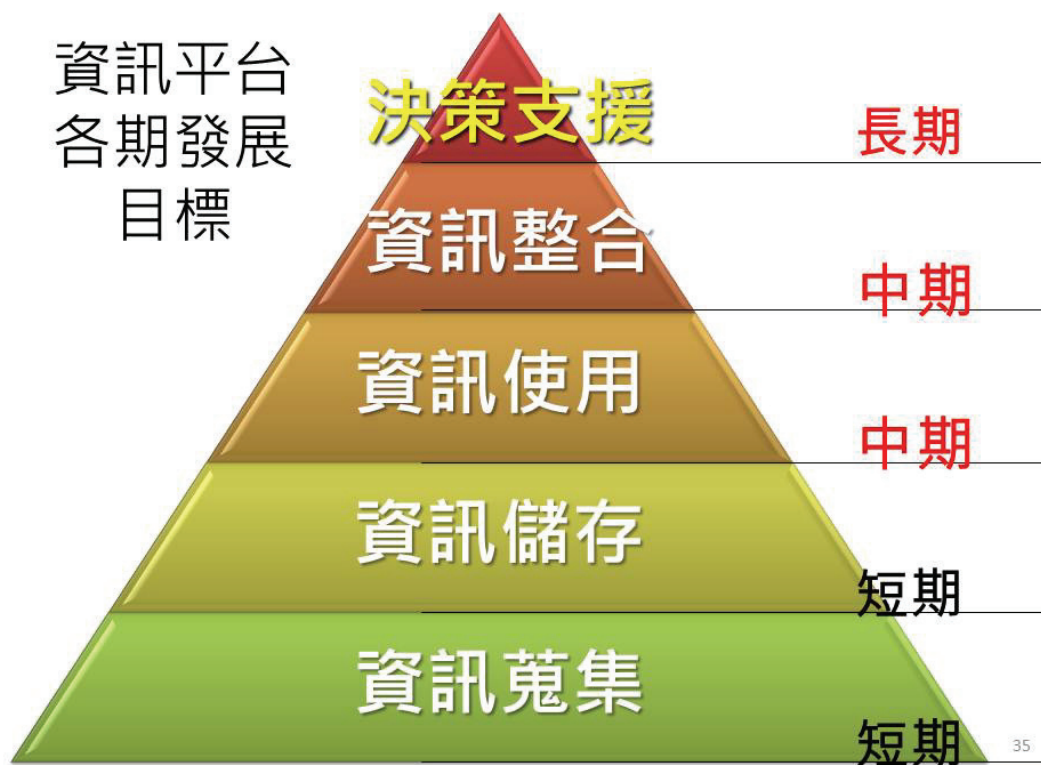 資訊平台
各期發展
目標
決策支援
長期
資訊整合
中期
資訊使用
中期
資訊儲存
短期
資訊蒐集
短期
35